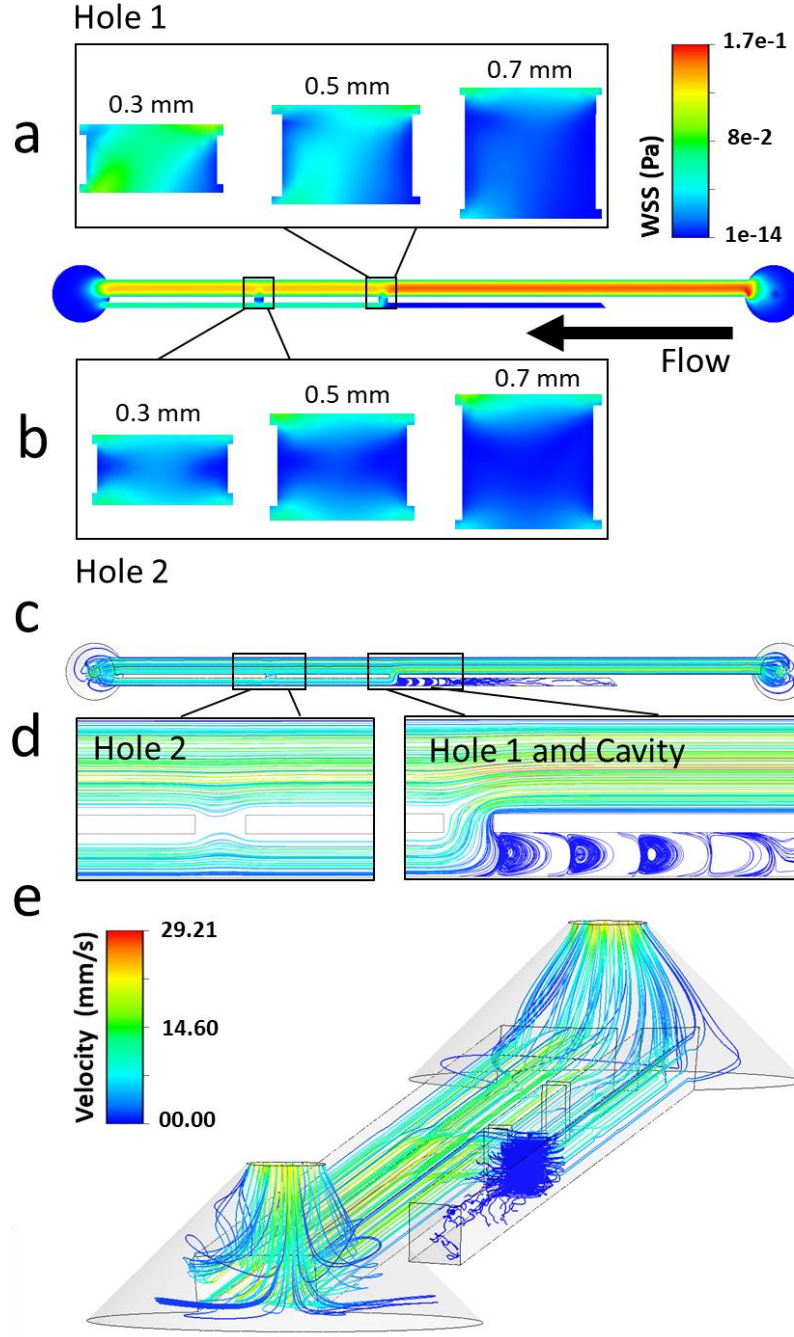 Hole 1
a
0.3 mm
0.5 mm
0.7 mm
WSS (Pa)
1.7e-1
8e-2
1e-14
Flow
b
0.3 mm
0.5 mm
0.7 mm
Hole 2
c
d
Hole 2
Hole 1 and Cavity
e
Velocity (mm/s)
29.21
14.60
00.00